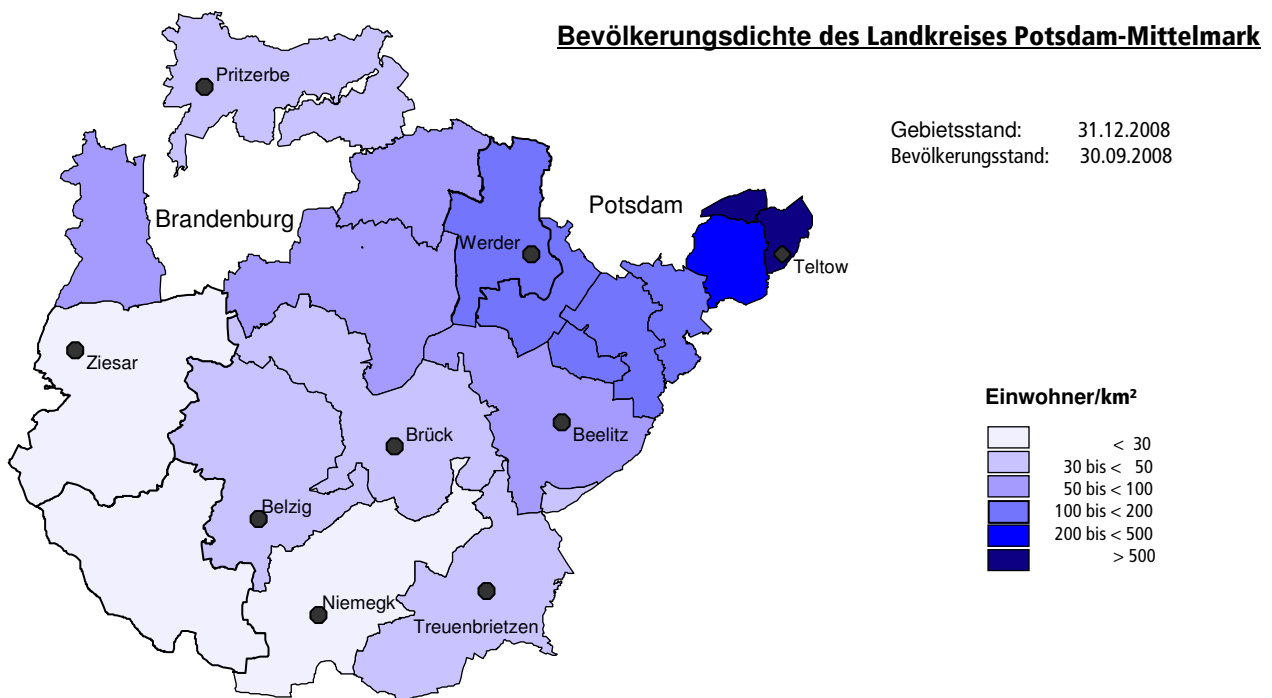 Bevölkerungsdichte des Landkreises Potsdam-Mittelmark
Pritzerbe
Gebietsstand: 31.12.2008
Bevölkerungsstand: 30.09.2008
Brandenburg
Potsdam
Werder
Teltow
Ziesar
Einwohner/km²
< 30
30 bis < 50
50 bis < 100
100 bis < 200
200 bis < 500
> 500
Brück
Beelitz
Belzig
Niemegk
Treuenbrietzen